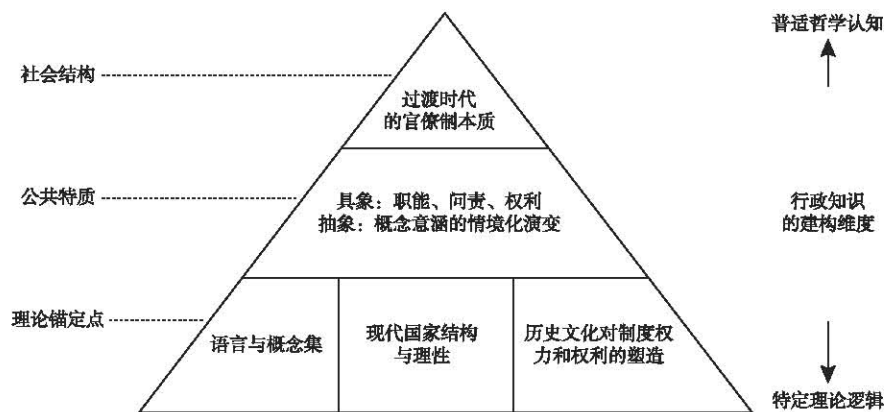 普适哲学认知
社会结构
过渡时代
的官僚制本质
公共特质
具象：职能、问责、权利
抽象：概念意涵的情境化演变
行政知识
的建构维度
理论锚定点
语言与概念集
现代国家结构
与理性
历史文化对制度权
力和权利的塑造
特定理论逻辑